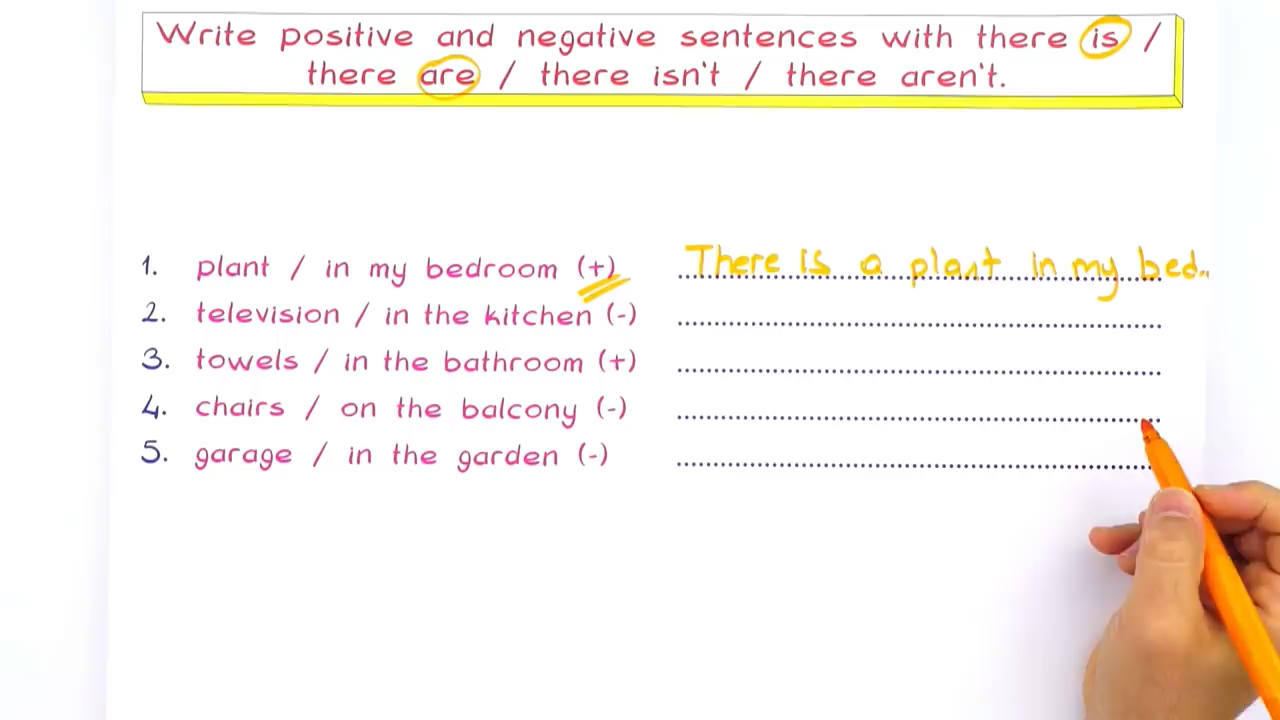 Write positive and negative sentences with there is /
there are / there isn't / there aren't.
1. plant / in my bedroom (+) There is a plant in my bed..
2. television / in the kitchen (-)
3. towels / in the bathroom (+)
4. chairs / on the balcony (-)
5. garage / in the garden (-)